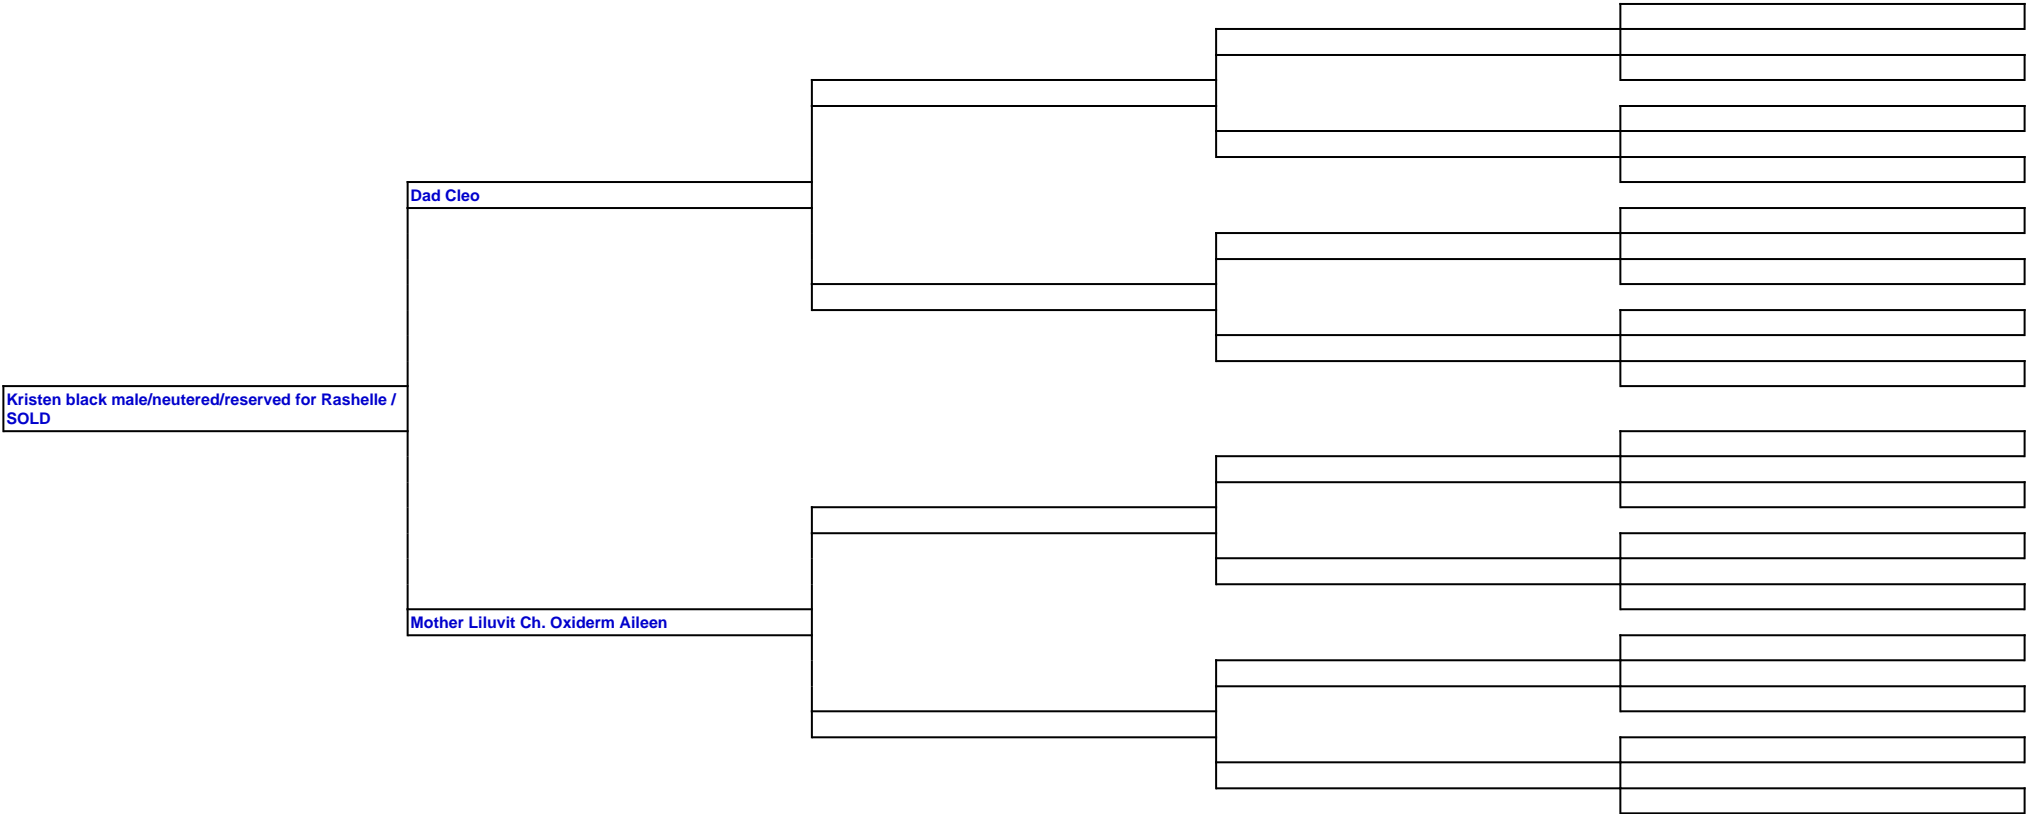 Dad Cleo
Kristen black male/neutered/reserved for Rashelle /
SOLD
Mother Liluvit Ch. Oxiderm Aileen